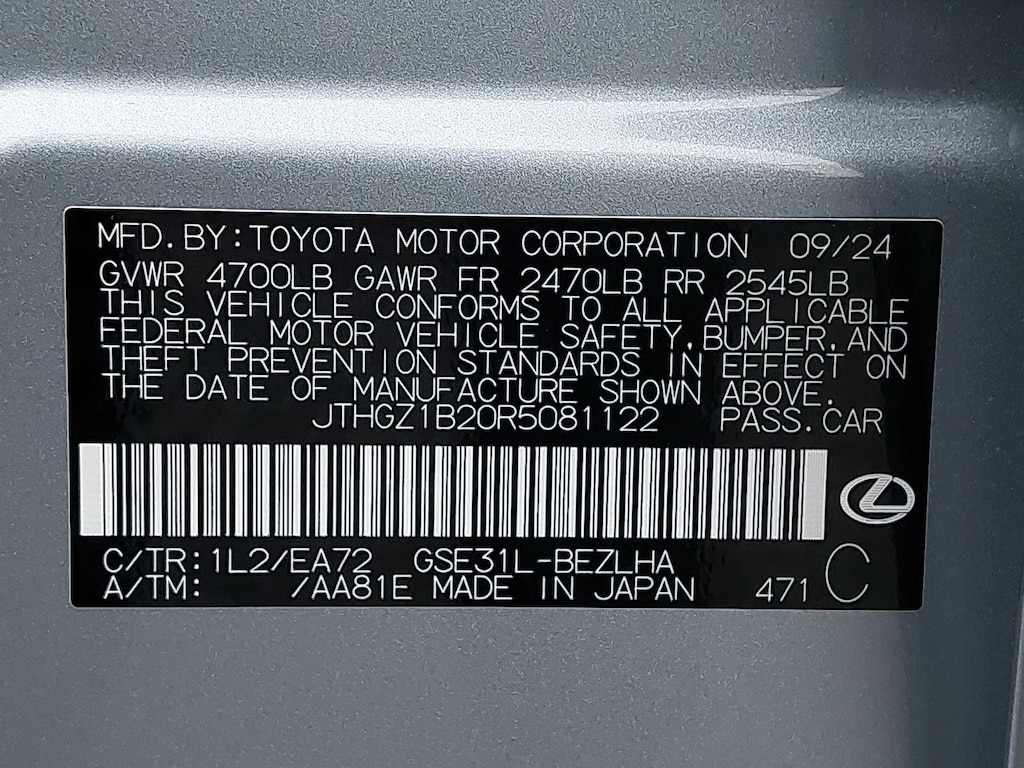 MFD.BY:TOYOTA MOTOR CORPORATION 09/24
GVWR 4700LB GAWR FR 2470LB RR 2545LB
THIS VEHICLE CONFORMS TO ALL APPLICABLE
FEDERAL MOTOR VEHICLE SAFETY,BUMPER,AND
THEFT PREVENTION STANDARDS IN EFFECT ON
THE DATE OF MANUFACTURE SHOWN ABOVE.
JTHGZ1B20R5081122 PASS.CAR
C/TR:1L2/EA72 GSE31L-BEZLHA
A/TM: /AA81E MADE IN JAPAN 471 C